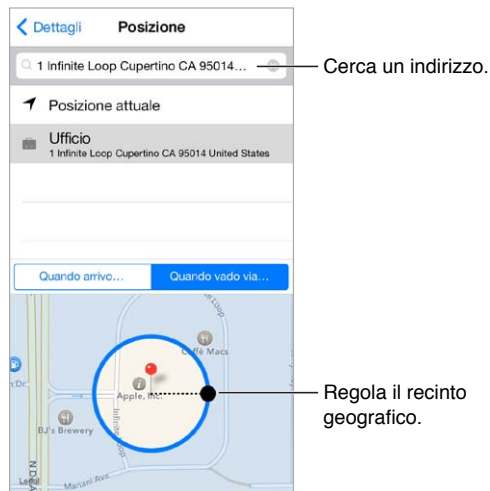 Dettagli Posizione
1 Infinite Loop Cupertino CA 95014...
Cerca un indirizzo.
Posizione attuale
Ufficio
1 Infinite Loop Cupertino CA 95014 United States
Quando arrivo...
Quando vado via...
Loop
Caffè Macs
Apple, Inc.
Dr.
BJ's Brewery
Infinite Loop
Regola il recinto
geografico.
N D
Legal
Mariani Ave